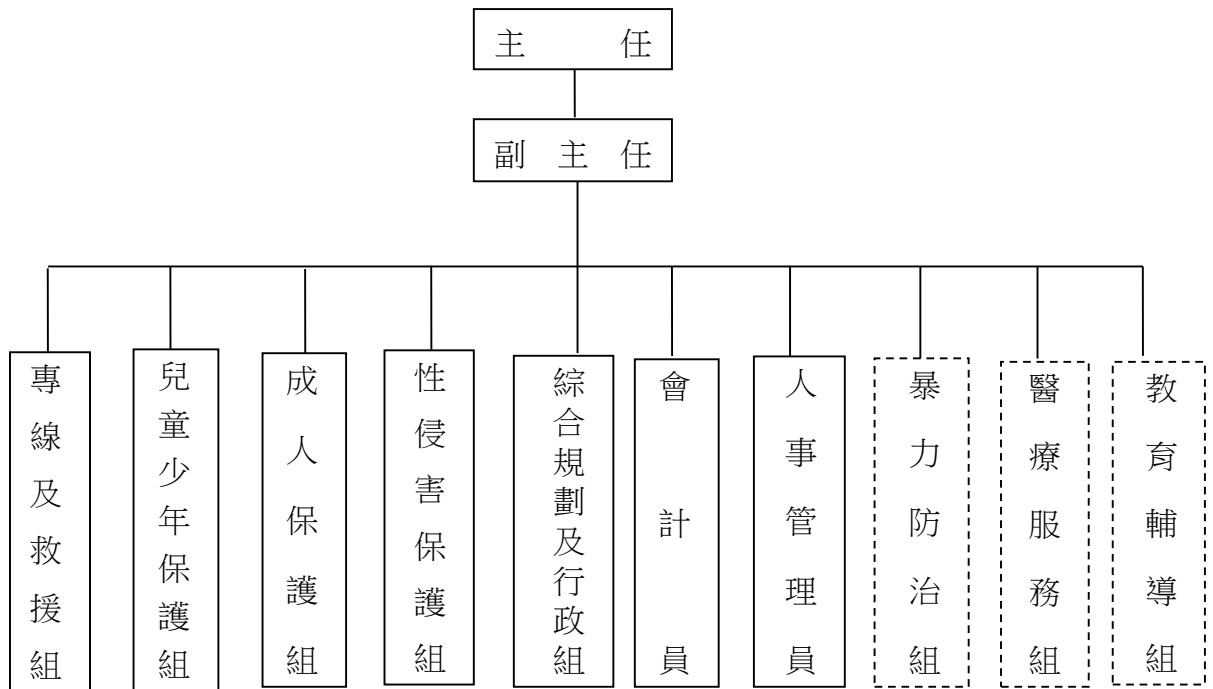 主任
副主任
專線及救援組
兒童少年保護組
成人保護組
性侵害保護組
綜合規劃及行政組
會計員
人事管理員
暴力防治組
醫療服務組
教育輔導組